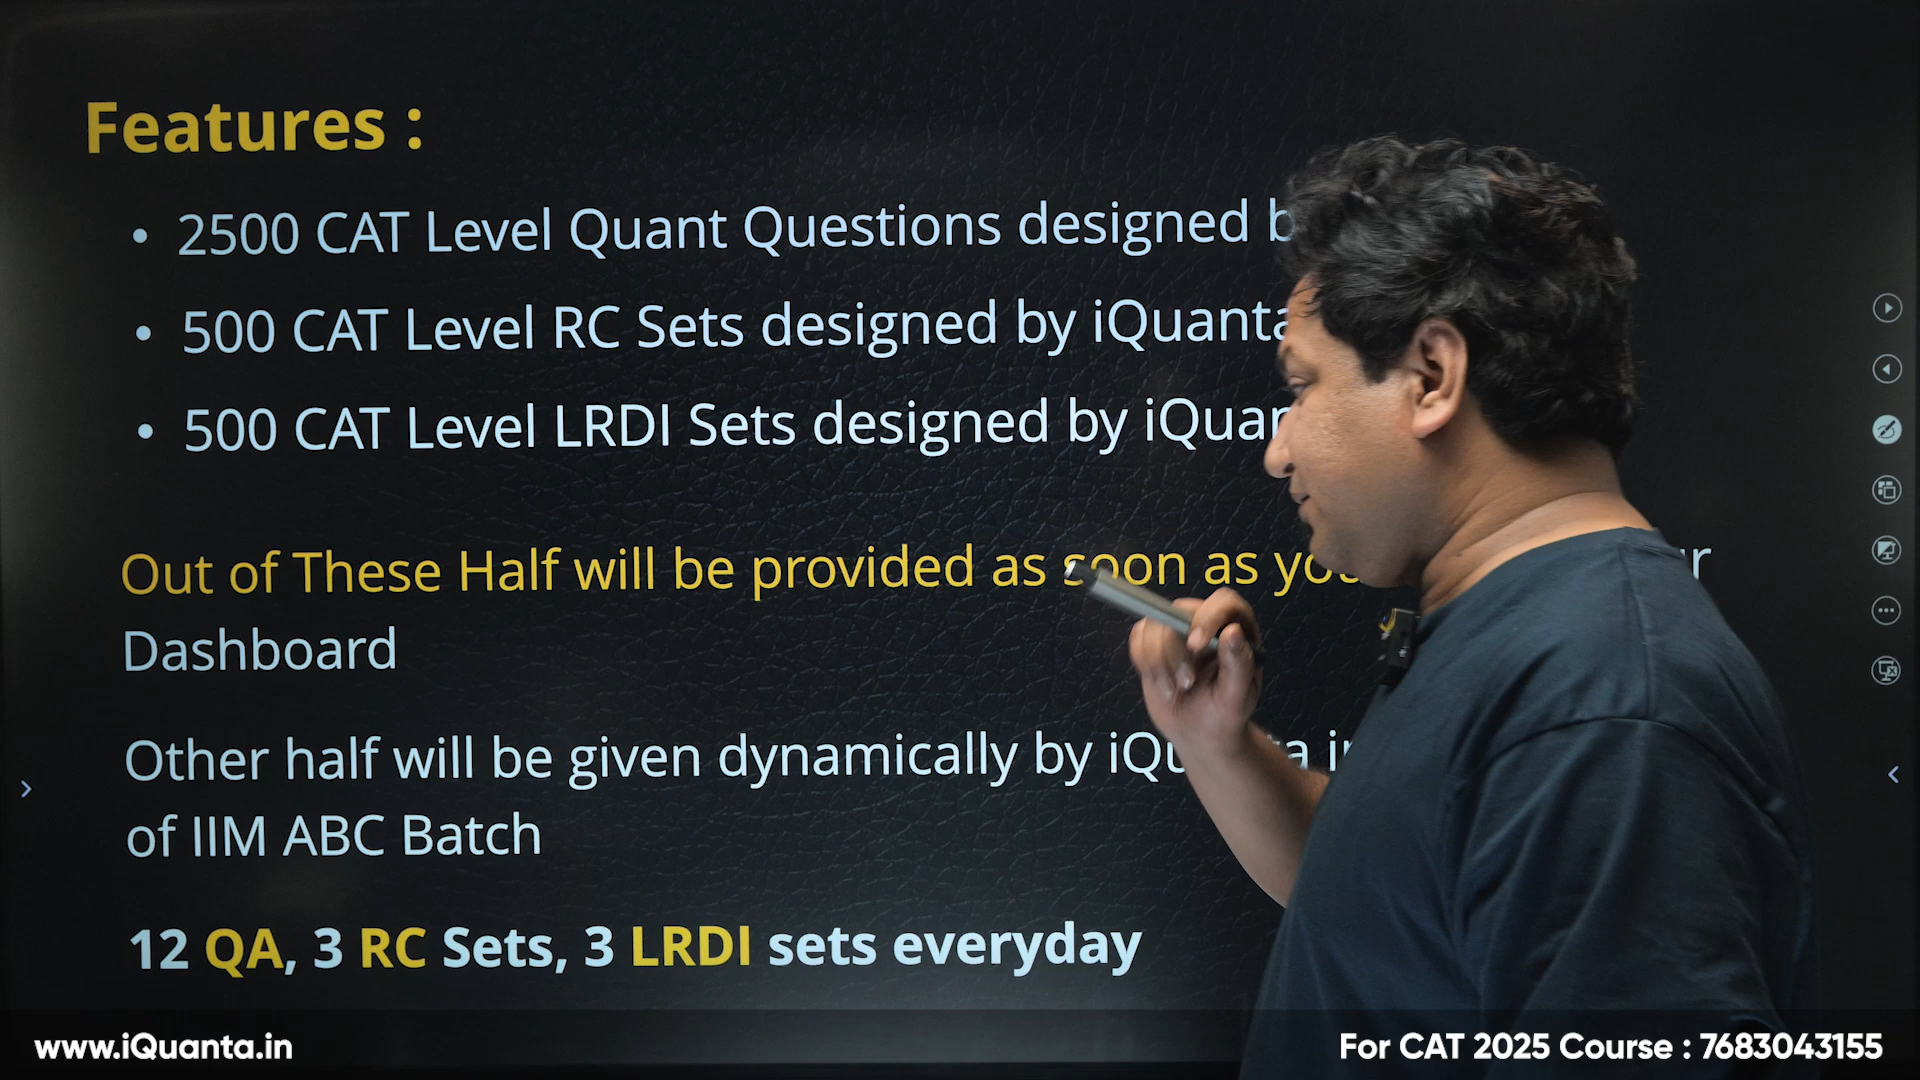 Features :
• 2500 CAT Level Quant Questions designed
• 500 CAT Level RC Sets designed by iQuanta
• 500 CAT Level LRDI Sets designed by
Out of These Half will be provided as soon as
Dashboard
Other half will be given dynamically by
of IIM ABC Batch
12 QA, 3 RC Sets, 3 LRDI sets everyday
www.iQuanta.in
For CAT 2025 Course : 7683043155